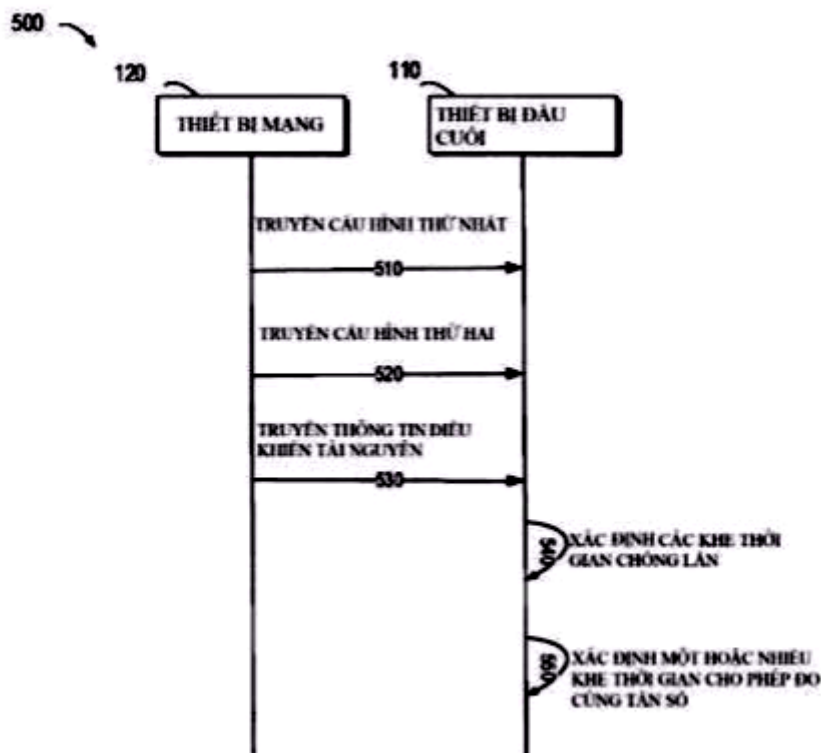 500
120
110
THIẾT BỊ MẠNG
THIẾT BỊ ĐẦU
CUỐI
TRUYỀN CẤU HÌNH THỨ NHẤT
510
TRUYỀN CẤU HÌNH THỨ HAI
520
TRUYỀN THÔNG TIN ĐIỀU
KHIỂN TÀI NGUYÊN
530
540
XÁC ĐỊNH CÁC KHE THỜI
GIAN CHỒNG LẤN
550
XÁC ĐỊNH MỘT HOẶC NHIỀU
KHE THỜI GIAN CHO PHÉP ĐO
CÙNG TẦN SỐ